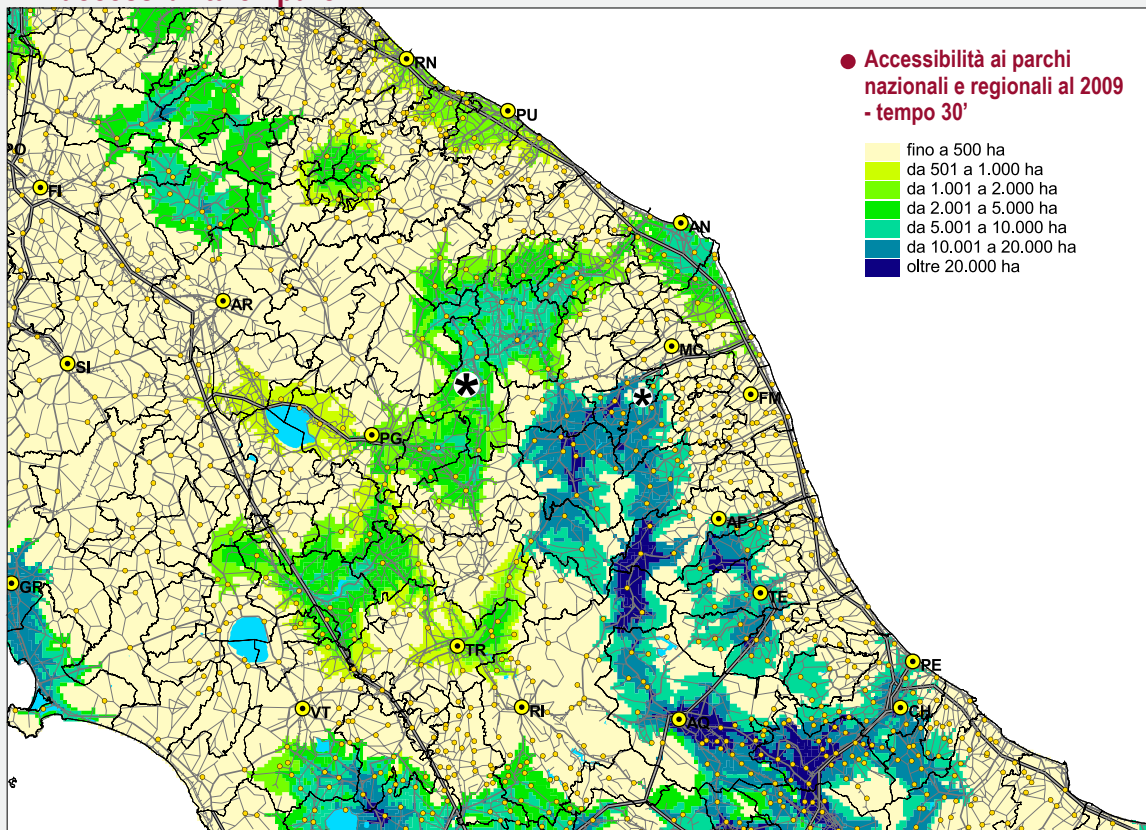 Accessibilità ai parchi
nazionali e regionali al 2009
- tempo 30’
fino a 500 ha
da 501 a 1.000 ha
da 1.001 a 2.000 ha
da 2.001 a 5.000 ha
da 5.001 a 10.000 ha
da 10.001 a 20.000 ha
oltre 20.000 ha
RN
PU
PO
FI
AN
AR
MC
SI
FM
PG
AP
GR
TE
TR
PE
VT
RI
AQ
CH
*
*